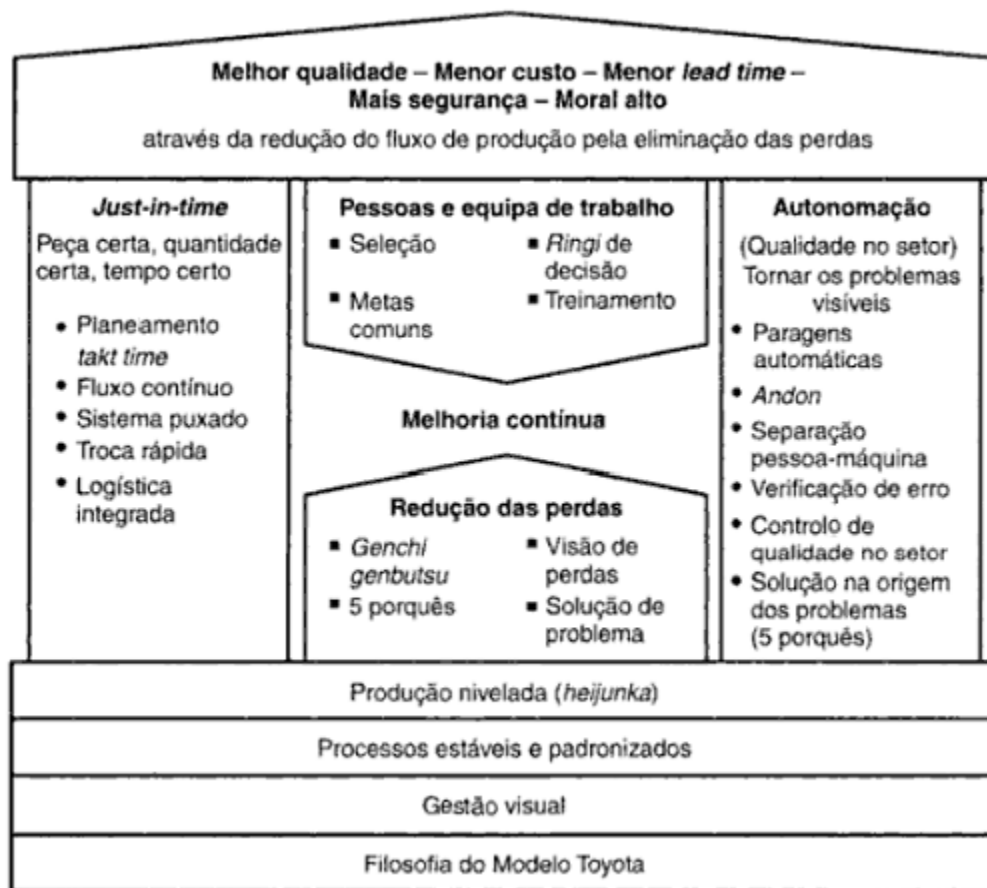 Melhor qualidade – Menor custo – Menor lead time –
Mais segurança – Moral alto
através da redução do fluxo de produção pela eliminação das perdas
Just-in-time
Peça certa, quantidade
certa, tempo certo
• Planeamento
takt time
• Fluxo contínuo
• Sistema puxado
• Troca rápida
• Logística
integrada
Pessoas e equipa de trabalho
▪ Seleção
▪ Metas
comuns
▪ Ringi de
decisão
▪ Treinamento
Melhoria contínua
Redução das perdas
▪ Genchi
genbutsu
▪ 5 porquês
▪ Visão de
perdas
▪ Solução de
problema
Autonomação
(Qualidade no setor)
Tornar os problemas
visíveis
• Paragens
automáticas
• Andon
• Separação
pessoa-máquina
• Verificação de erro
• Controlo de
qualidade no setor
• Solução na origem
dos problemas
(5 porquês)
Produção nivelada (heijunka)
Processos estáveis e padronizados
Gestão visual
Filosofia do Modelo Toyota